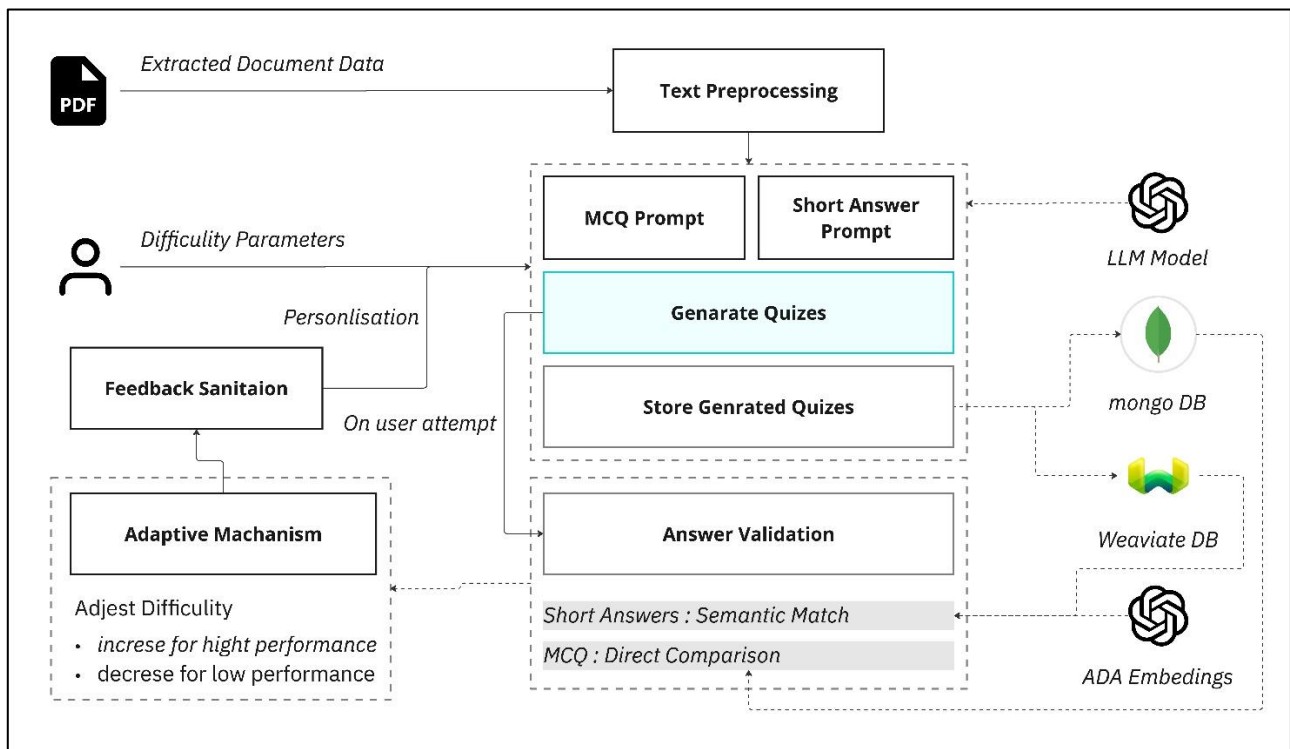 Extracted Document Data
PDF
Text Preprocessing
MCQ Prompt
Short Answer
Prompt
LLM Model
Difficulity Parameters
Personlisation
Genarate Quizes
Feedback Sanitaion
On user attempt
Store Genrated Quizes
mongo DB
Adaptive Machanism
Answer Validation
Weaviate DB
Adjest Difficulity
• increse for hight performance
• decrese for low performance
Short Answers : Semantic Match
MCQ : Direct Comparison
ADA Embedings